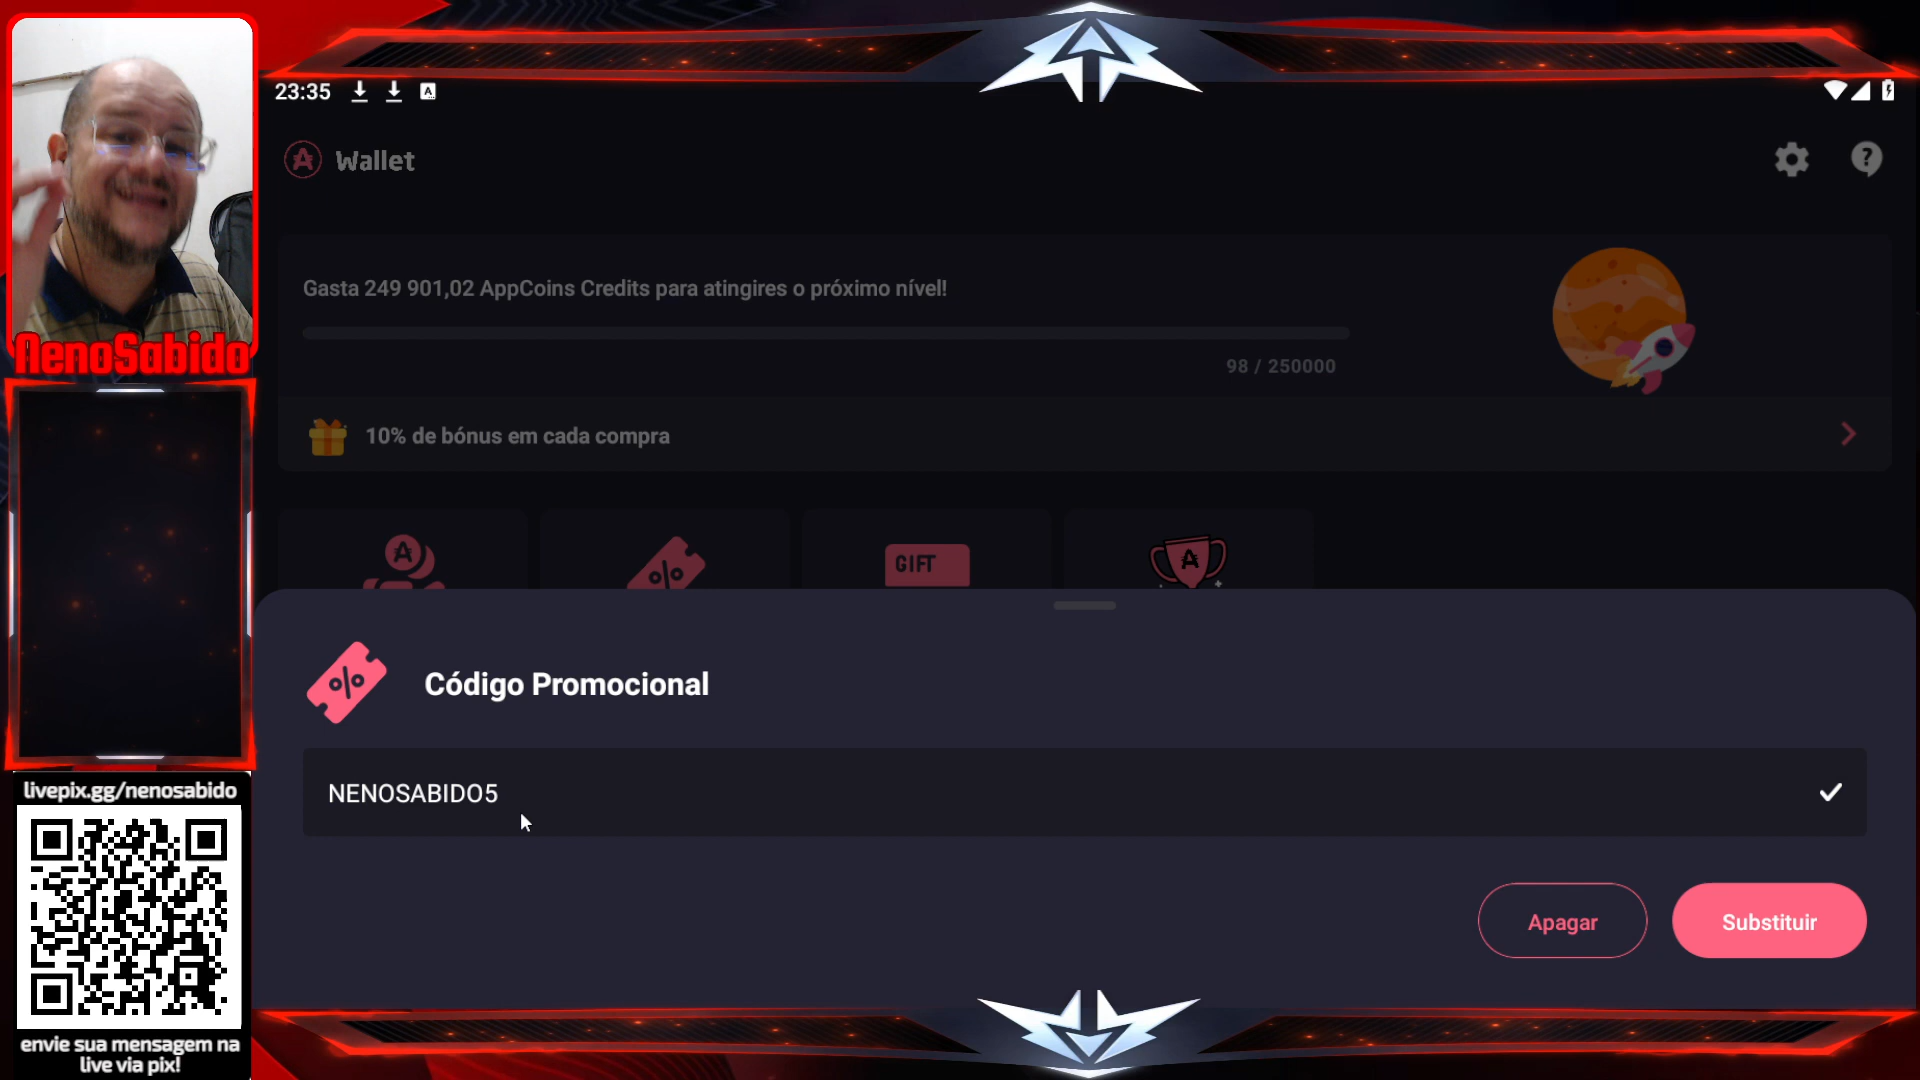 23:35
Wallet
Gasta 249 901,02 AppCoins Credits para atingires o próximo nível!
98 / 250000
10% de bónus em cada compra
GIFT
Código Promocional
NENOSABIDO5
Apagar
Substituir
NenoSabido
livepix.gg/nenosabido
envie sua mensagem na
live via pix!